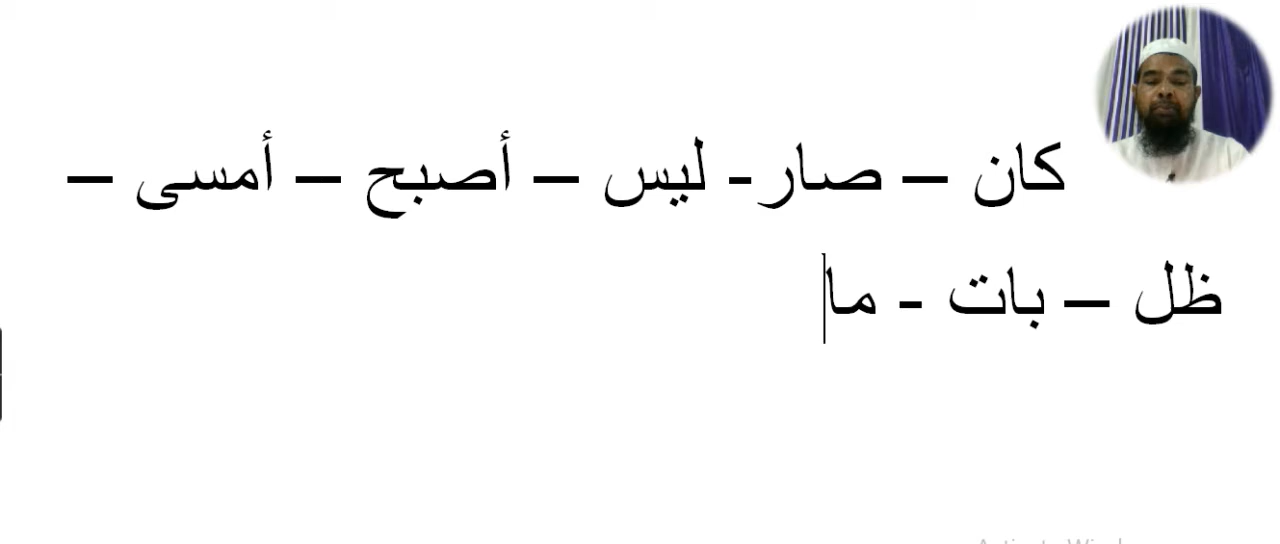 كان – صار- ليس – أصبح – أمسى –
ظل – بات - ما